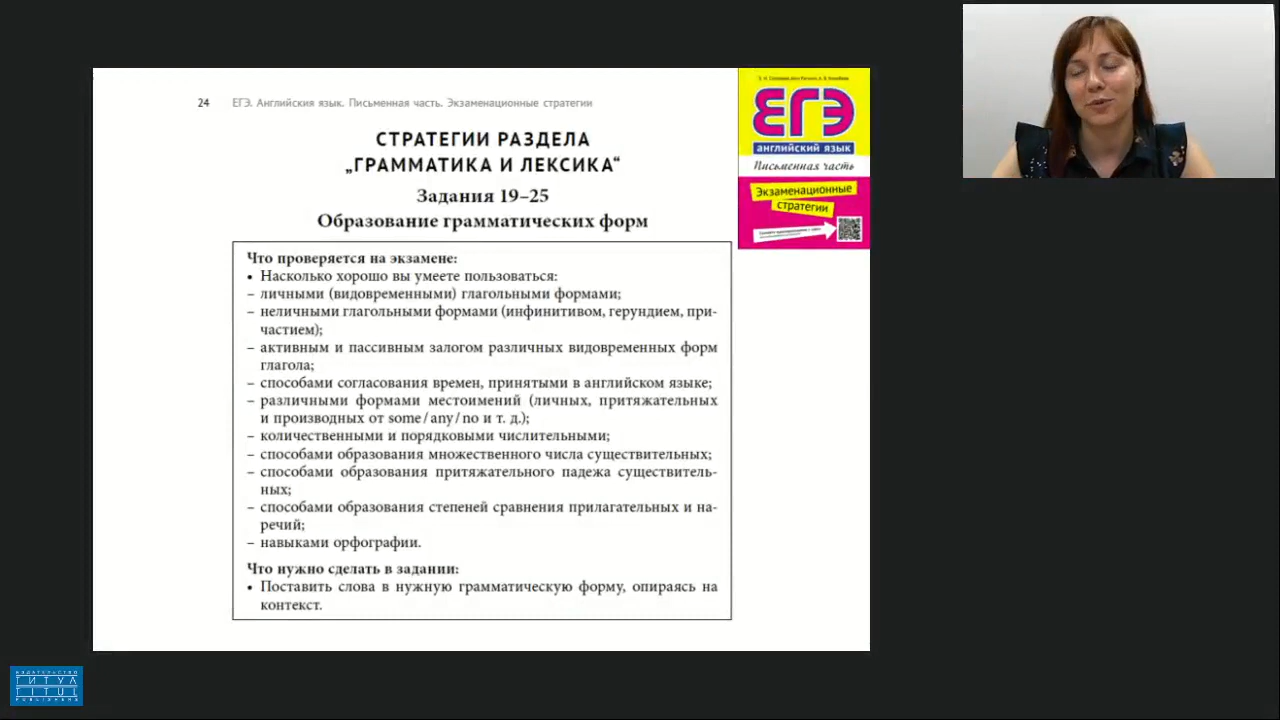 24 ЕГЭ. Английския язык. Письменная часть. Экзаменационные стратегии
СТРАТЕГИИ РАЗДЕЛА
„ГРАММАТИКА И ЛЕКСИКА“
Задания 19–25
Образование грамматических форм
Что проверяется на экзамене:
• Насколько хорошо вы умеете пользоваться:
– личными (видовременными) глагольными формами;
– неличными глагольными формами (инфинитивом, герундием, при-
частием);
– активным и пассивным залогом различных видовременных форм
глагола;
– способами согласования времен, принятыми в английском языке;
– различными формами местоимений (личных, притяжательных
и производных от some / any / no и т. д.);
– количественными и порядковыми числительными;
– способами образования множественного числа существительных;
– способами образования притяжательного падежа существитель-
ных;
– способами образования степеней сравнения прилагательных и на-
речий;
– навыками орфографии.
Что нужно сделать в задании:
• Поставить слова в нужную грамматическую форму, опираясь на
контекст.
ЕГЭ
английский язык
Письменная часть
Экзаменационные
стратегии
ИЗДАТЕЛЬСТВО
ТИТУЛ
TITUL
PUBLISHERS